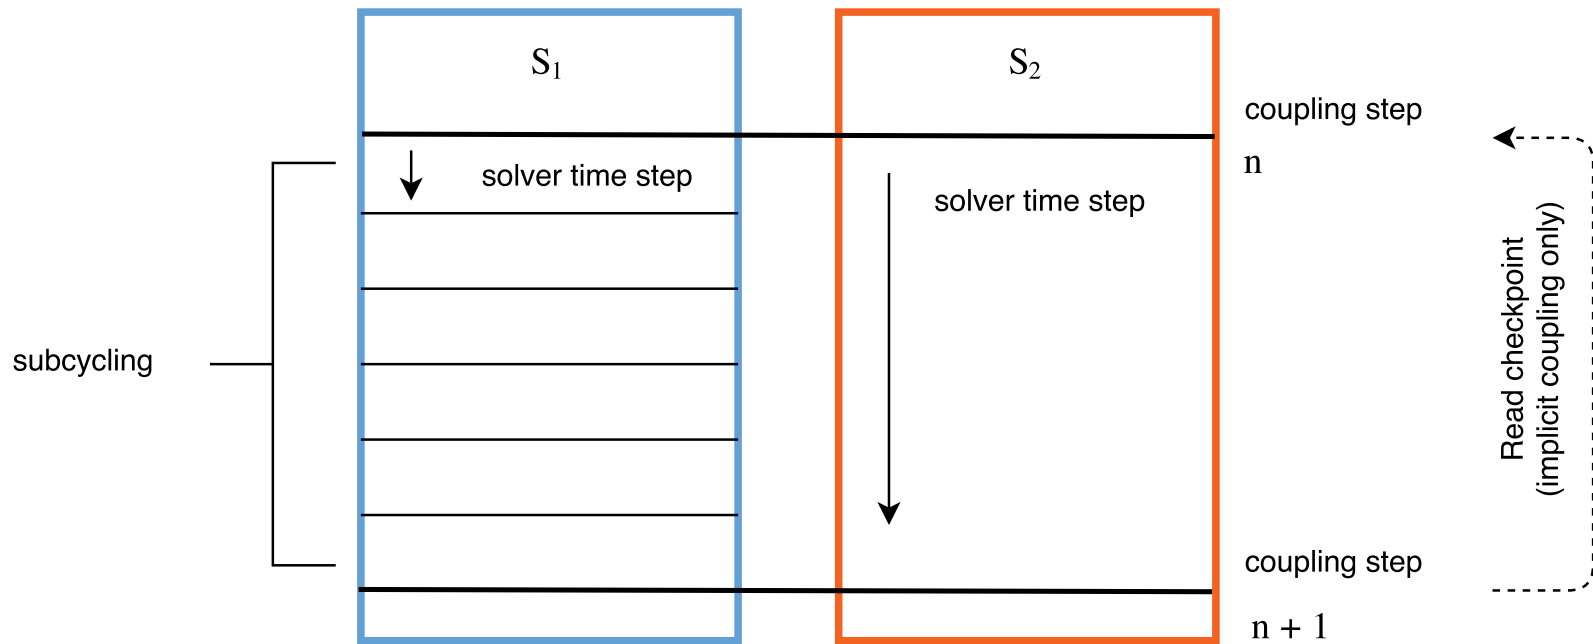 S₁
S₂
coupling step
n
solver time step
solver time step
subcycling
Read checkpoint
(implicit coupling only)
coupling step
n + 1